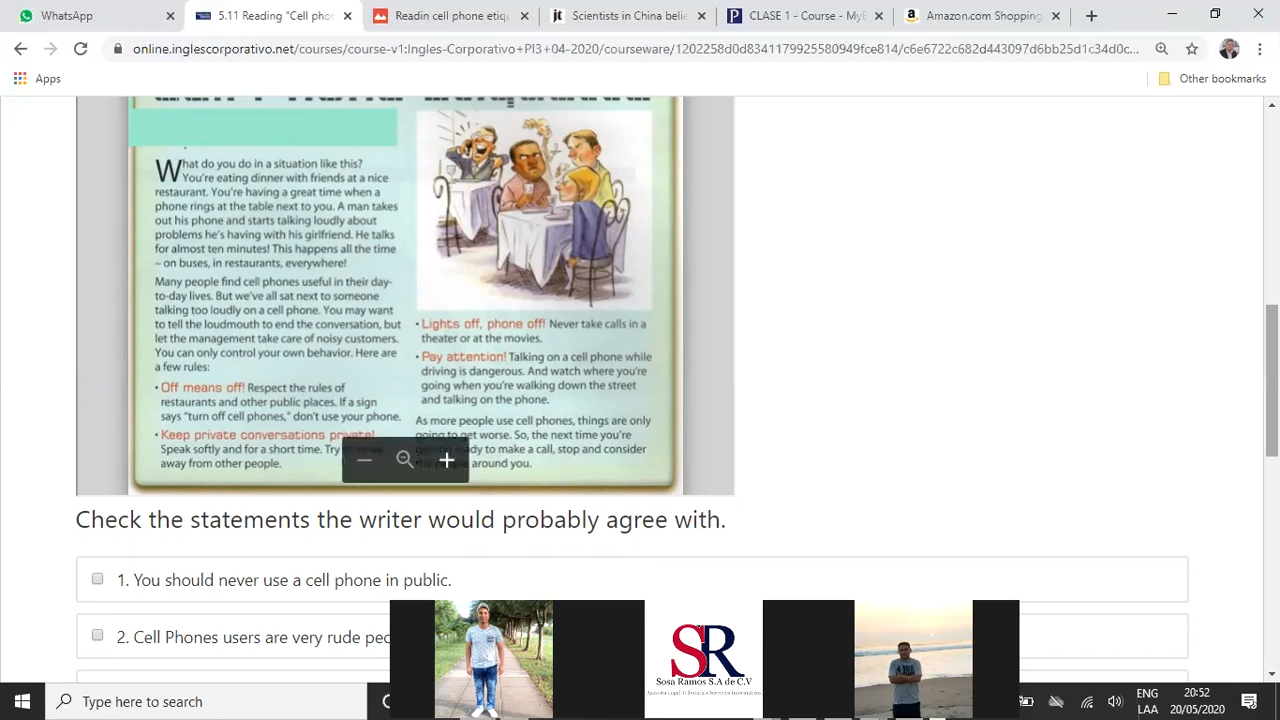 WhatsApp
5.11 Reading "Cell pho
Readin cell phone etiqu
Scientists in China belie
CLASE 1 - Course - MyE
Amazon.com Shopping
online.inglescorporativo.net/courses/course-v1:Ingles-Corporativo+PI3+04-2020/courseware/1202258d0d8341179925580949fce814/c6e6722c682d443097d6bb25d1c34d0c...
Apps
Other bookmarks
What do you do in a situation like this?
You're eating dinner with friends at a nice
restaurant. You're having a great time when a
phone rings at the table next to you. A man takes
out his phone and starts talking loudly about
problems he's having with his girlfriend. He talks
for almost ten minutes! This happens all the time
– on buses, in restaurants, everywhere!
Many people find cell phones useful in their day-
to-day lives. But we've all sat next to someone
talking too loudly on a cell phone. You may want
to tell the loudmouth to end the conversation, but
let the management take care of noisy customers.
You can only control your own behavior. Here are
a few rules:
• Off means off! Respect the rules of
restaurants and other public places. If a sign
says "turn off cell phones," don't use your phone.
• Keep private conversations private!
Speak softly and for a short time. Try
away from other people.
• Lights off, phone off! Never take calls in a
theater or at the movies.
• Pay attention! Talking on a cell phone while
driving is dangerous. And watch where you're
going when you're walking down the street
and talking on the phone.
As more people use cell phones, things are only
going to get worse. So, the next time you're
ready to make a call, stop and consider
around you.
Check the statements the writer would probably agree with.
1. You should never use a cell phone in public.
2. Cell Phones users are very rude peo
SR
Sosa Ramos S.A de C.V
JBA
Type here to search
ENG
LAA
20:52
20/05/2020